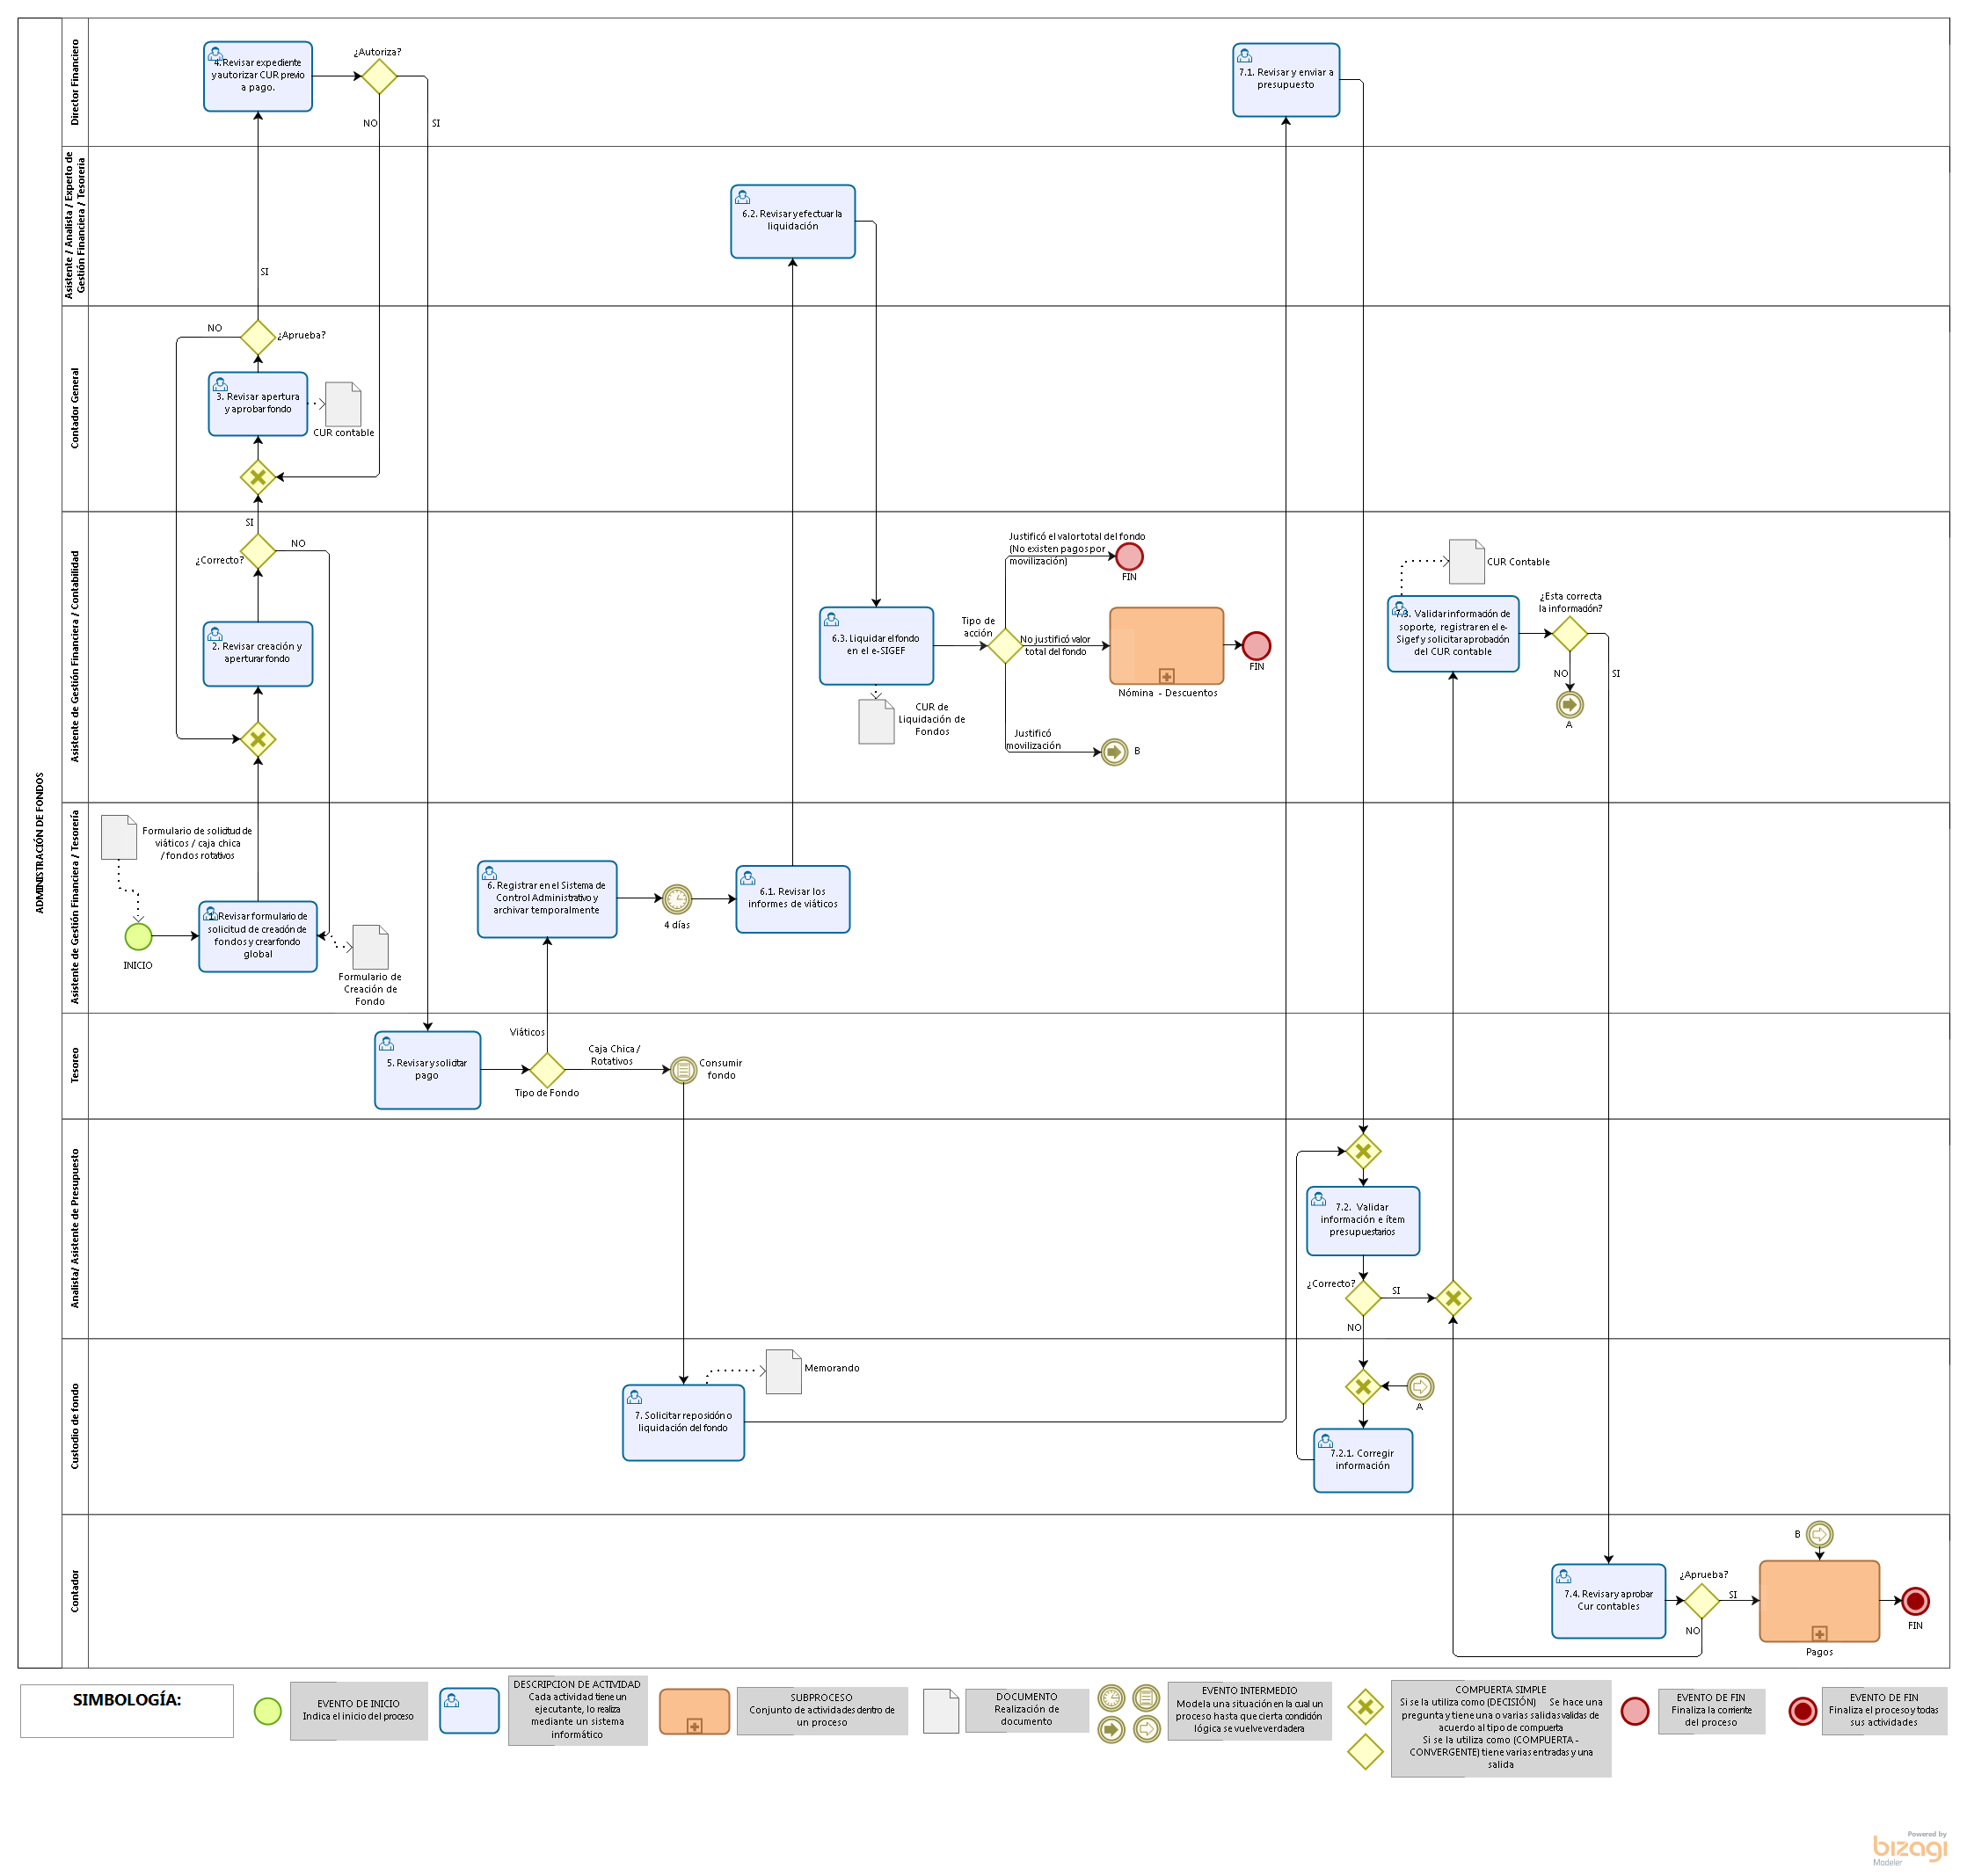 ADMINISTRACIÓN DE FONDOS
Director Financiero
4. Revisar expediente
y autorizar CUR previo
a pago.
¿Autoriza?
NO
SI
7.1. Revisar y enviar a
presupuesto
Asistente / Analista / Experto de
Gestión Financiera / Tesoreria
SI
6.2. Revisar y efectuar la
liquidación
Contador General
NO
¿Aprueba?
3. Revisar apertura
y aprobar fondo
CUR contable
Asistente de Gestión Financiera / Contabilidad
SI
NO
¿Correcto?
2. Revisar creación y
aperturar fondo
6.3. Liquidar el fondo
en el e-SIGEF
CUR de
Liquidación de
Fondos
Tipo de
acción
Justificó el valor total del fondo
(No existen pagos por
movilización)
FIN
No justificó valor
total del fondo
Nómina - Descuentos
FIN
Justificó
movilización
B
CUR Contable
7.3. Validar información de
soporte, registrar en el e-
Sigef y solicitar aprobación
del CUR contable
¿Esta correcta
la información?
NO
SI
A
Asistente de Gestión Financiera / Tesorería
Formulario de solicitud de
viáticos / caja chica
/ fondos rotativos
INICIO
1. Revisar formulario de
solicitud de creación de
fondos y crear fondo
global
Formulario de
Creación de
Fondo
6. Registrar en el Sistema de
Control Administrativo y
archivar temporalmente
4 días
6.1. Revisar los
informes de viáticos
Tesoreo
5. Revisar y solicitar
pago
Viáticos
Tipo de Fondo
Caja Chica /
Rotativos
Consumir
fondo
Analista/ Asistente de Presupuesto
7.2. Validar
información e ítem
presupuestarios
¿Correcto?
SI
NO
Custodio de fondo
7. Solicitar reposición o
liquidación del fondo
Memorando
A
7.2.1. Corregir
información
Contador
7.4. Revisar y aprobar
Cur contables
¿Aprueba?
SI
NO
B
Pagos
FIN
SIMBOLOGÍA:
EVENTO DE INICIO
Indica el inicio del proceso
DESCRIPCION DE ACTIVIDAD
Cada actividad tiene un
ejecutante, lo realiza
mediante un sistema
informático
SUBPROCESO
Conjunto de actividades dentro de
un proceso
DOCUMENTO
Realización de
documento
EVENTO INTERMEDIO
Modela una situación en la cual un
proceso hasta que cierta condición
lógica se vuelve verdadera
COMPUERTA SIMPLE
Si se la utiliza como (DECISIÓN) Se hace una
pregunta y tiene una o varias salidas validas de
acuerdo al tipo de compuerta
Si se la utiliza como (COMPUERTA -
CONVERGENTE) tiene varias entradas y una
salida
EVENTO DE FIN
Finaliza la corriente
del proceso
EVENTO DE FIN
Finaliza el proceso y todas
sus actividades
Powered by
bizagi
Modeler